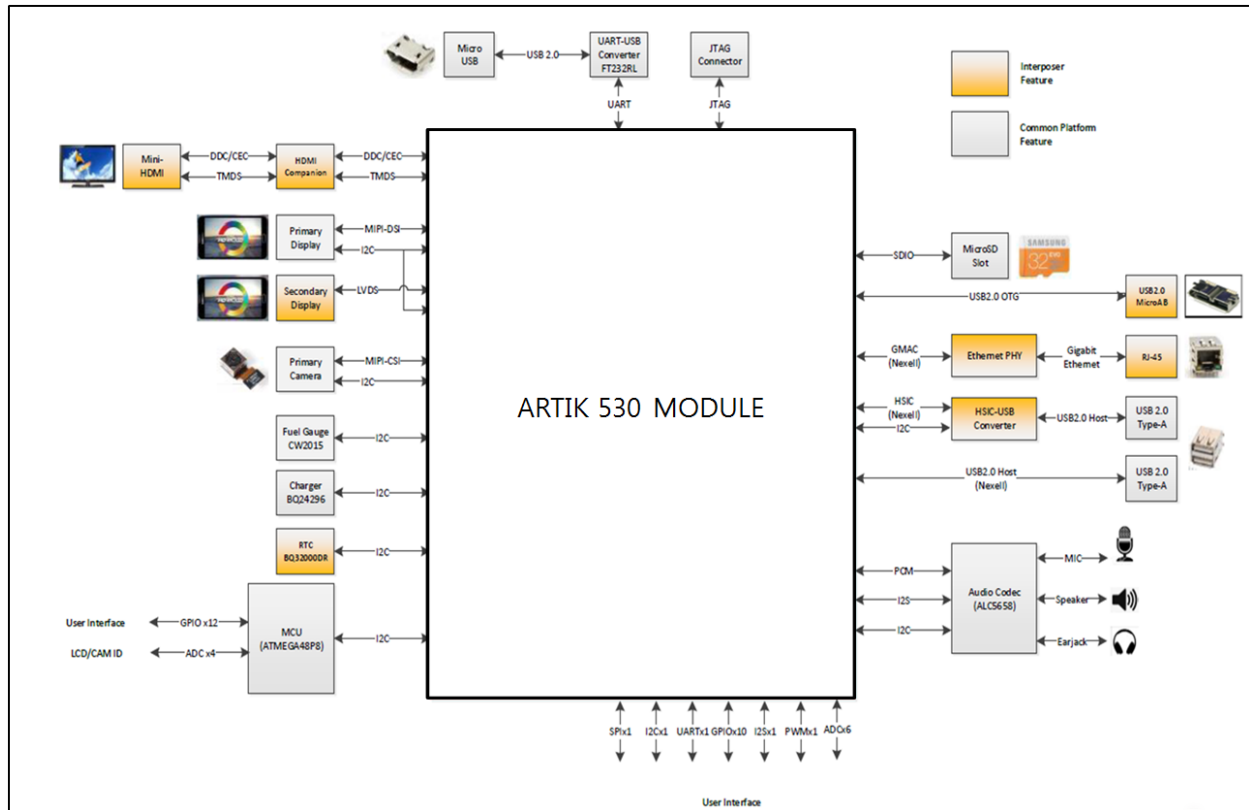 Micro
USB
USB 2.0
UART-USB
Converter
FT232RL
JTAG
Connector
UART
JTAG
Interposer
Feature
Common Platform
Feature
Mini-
HDMI
DDC/CEC
TMDS
HDMI
Companion
DDC/CEC
TMDS
Primary
Display
MIPI-DSI
I2C
Secondary
Display
LVDS
Primary
Camera
MIPI-CSI
I2C
Fuel Gauge
CW2015
I2C
Charger
BQ24296
I2C
RTC
BQ32000DR
I2C
User Interface
GPIO x12
LCD/CAM ID
ADC x4
MCU
(ATMEGA48P8)
I2C
ARTIK 530 MODULE
SDIO
MicroSD
Slot
SAMSUNG
32
EVO
USB2.0 OTG
USB2.0
MicroAB
GMAC
(Nexell)
Ethernet PHY
Gigabit
Ethernet
RJ-45
HSIC
(Nexell)
I2C
HSIC-USB
Converter
USB2.0 Host
USB 2.0
Type-A
USB2.0 Host
(Nexell)
USB 2.0
Type-A
PCM
I2S
I2C
Audio Codec
(ALC5658)
MIC
Speaker
Earjack
SPIx1
I2Cx1
UARTx1
GPIOx10
I2Sx1
PWMx1
ADCx6
User Interface